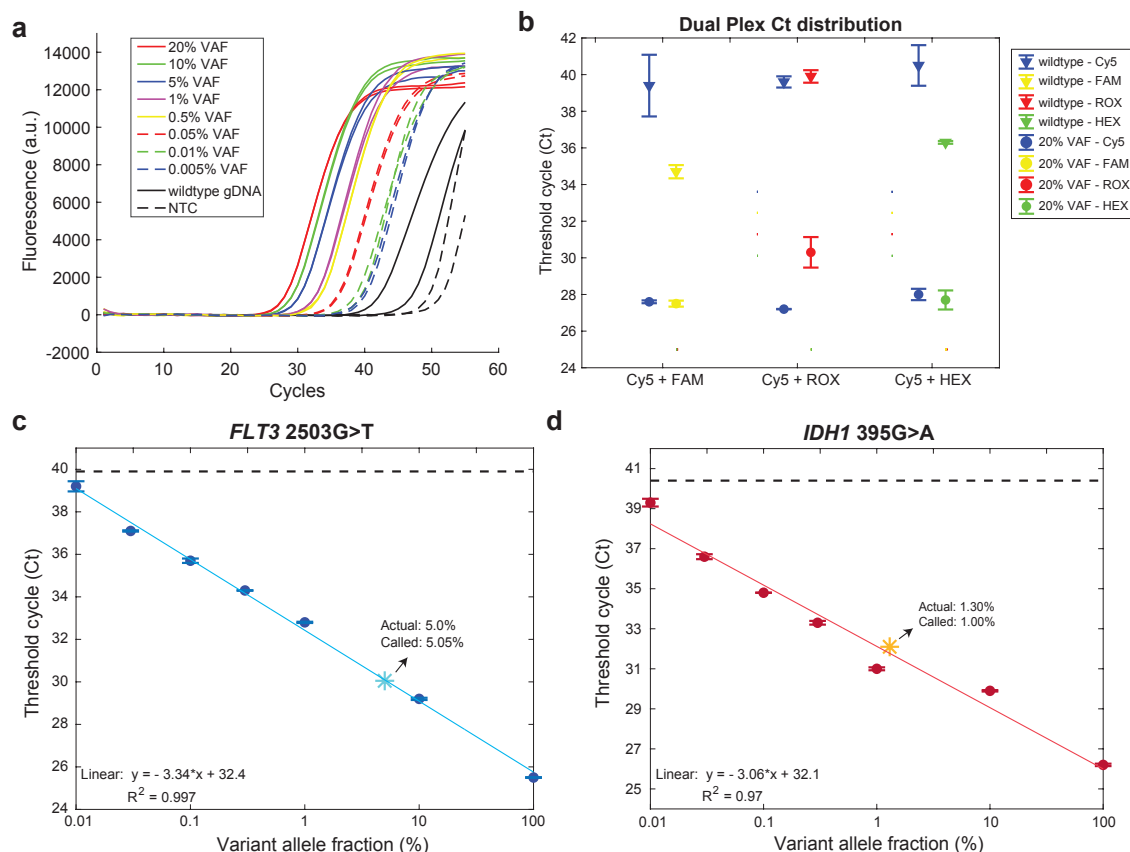 a
14000
12000
10000
8000
6000
4000
2000
0
-2000
Fluorescence (a.u.)
20% VAF
10% VAF
5% VAF
1% VAF
0.5% VAF
0.05% VAF
0.01% VAF
0.005% VAF
wildtype gDNA
NTC
0 10 20 30 40 50 60
Cycles
b
Dual Plex Ct distribution
42
40
38
36
34
32
30
28
26
24
Threshold cycle (Ct)
Cy5 + FAM Cy5 + ROX Cy5 + HEX
wildtype - Cy5
wildtype - FAM
wildtype - ROX
wildtype - HEX
20% VAF - Cy5
20% VAF - FAM
20% VAF - ROX
20% VAF - HEX
c
FLT3 2503G>T
40
38
36
34
32
30
28
26
24
Threshold cycle (Ct)
Actual: 5.0%
Called: 5.05%
Linear: y = - 3.34*x + 32.4
R² = 0.997
0.01 0.1 1 10 100
Variant allele fraction (%)
d
IDH1 395G>A
41
39
37
35
33
31
29
27
25
Threshold cycle (Ct)
Actual: 1.30%
Called: 1.00%
Linear: y = - 3.06*x + 32.1
R² = 0.97
0.01 0.1 1 10 100
Variant allele fraction (%)